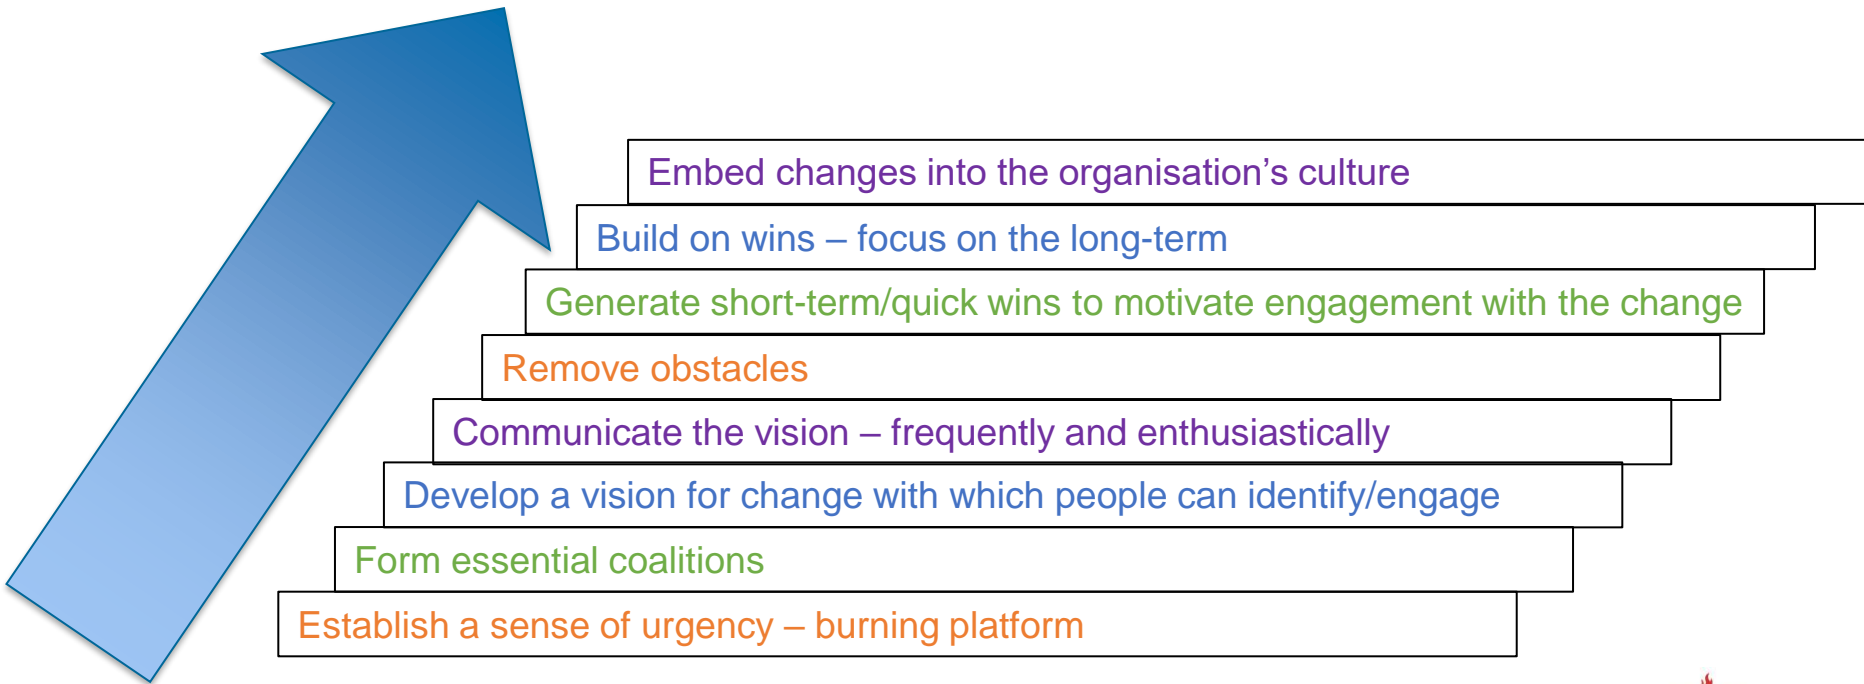 Embed changes into the organisation’s culture
Build on wins – focus on the long-term
Generate short-term/quick wins to motivate engagement with the change
Remove obstacles
Communicate the vision – frequently and enthusiastically
Develop a vision for change with which people can identify/engage
Form essential coalitions
Establish a sense of urgency – burning platform